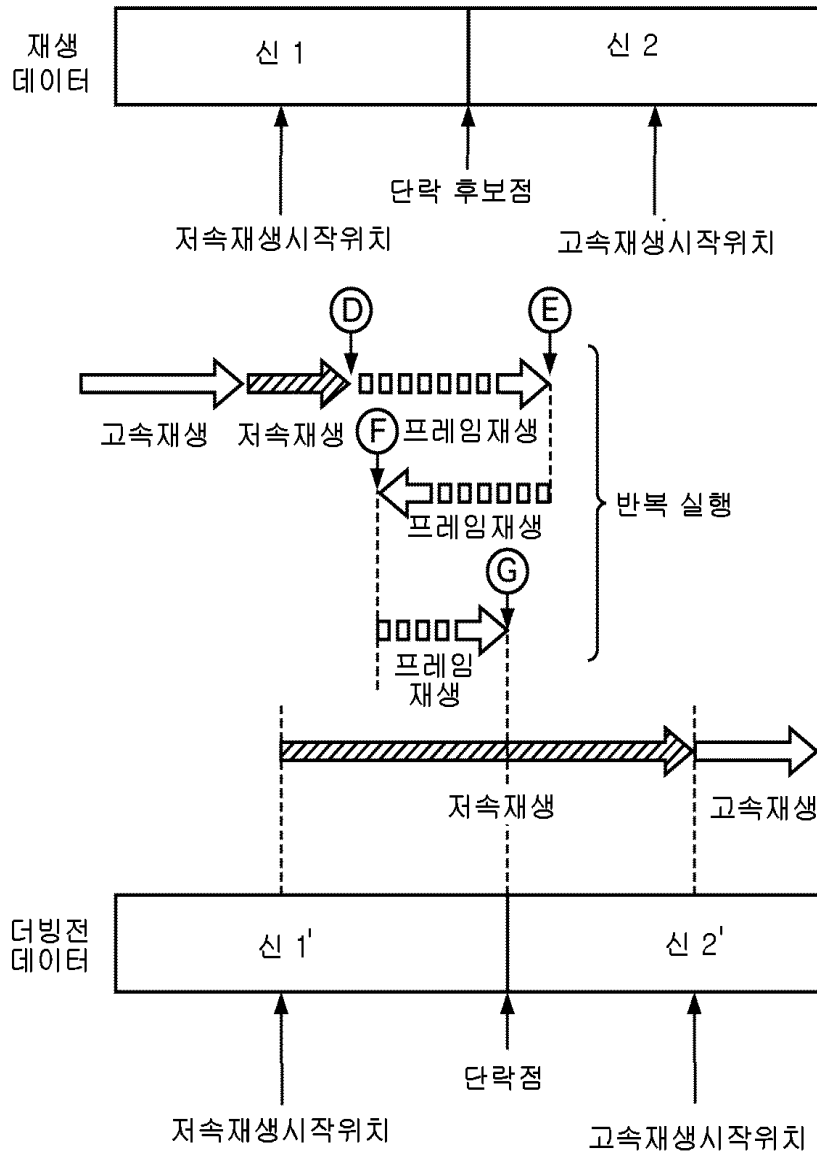 재생
데이터
신 1
신 2
단락 후보점
저속재생시작위치
고속재생시작위치
D
E
고속재생
저속재생
F
프레임재생
프레임재생
반복 실행
G
프레임
재생
저속재생
고속재생
더빙전
데이터
신 1'
신 2'
단락점
저속재생시작위치
고속재생시작위치